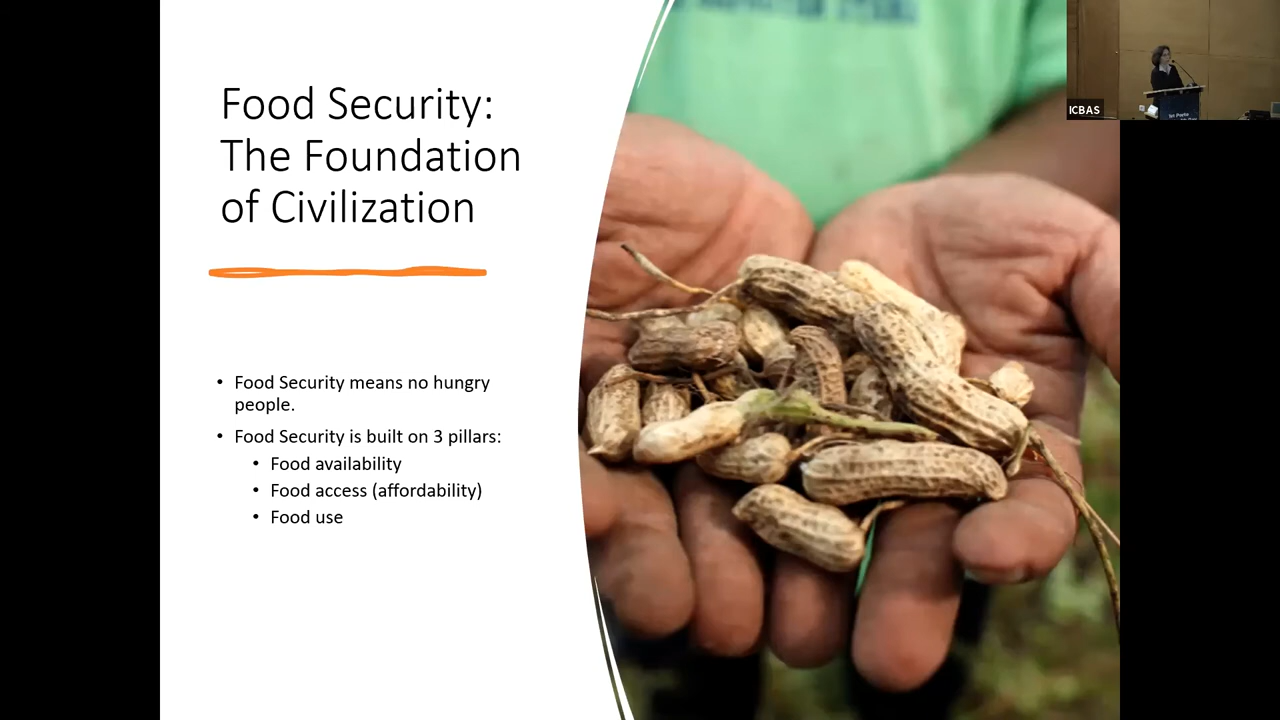 Food Security:
The Foundation
of Civilization
• Food Security means no hungry
people.
• Food Security is built on 3 pillars:
• Food availability
• Food access (affordability)
• Food use
ICBAS